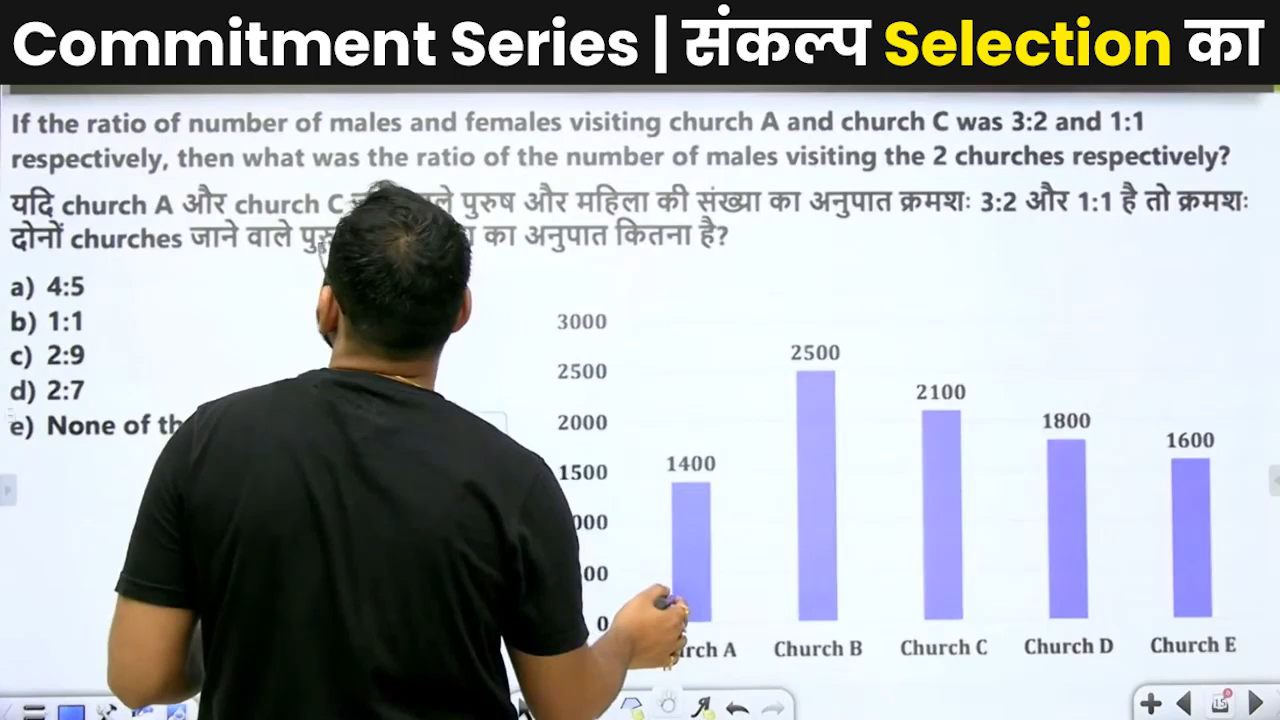 Commitment Series | संकल्प Selection का
If the ratio of number of males and females visiting church A and church C was 3:2 and 1:1
respectively, then what was the ratio of the number of males visiting the 2 churches respectively?
यदि church A और church C वाले पुरुष और महिला की संख्या का अनुपात क्रमशः 3:2 और 1:1 है तो क्रमशः
दोनों churches जाने वाले का अनुपात कितना है?
a) 4:5
b) 1:1
c) 2:9
d) 2:7
e) None of
3000
2500
2000
1500
0
1400
2500
2100
1800
1600
A
Church B
Church C
Church D
Church E